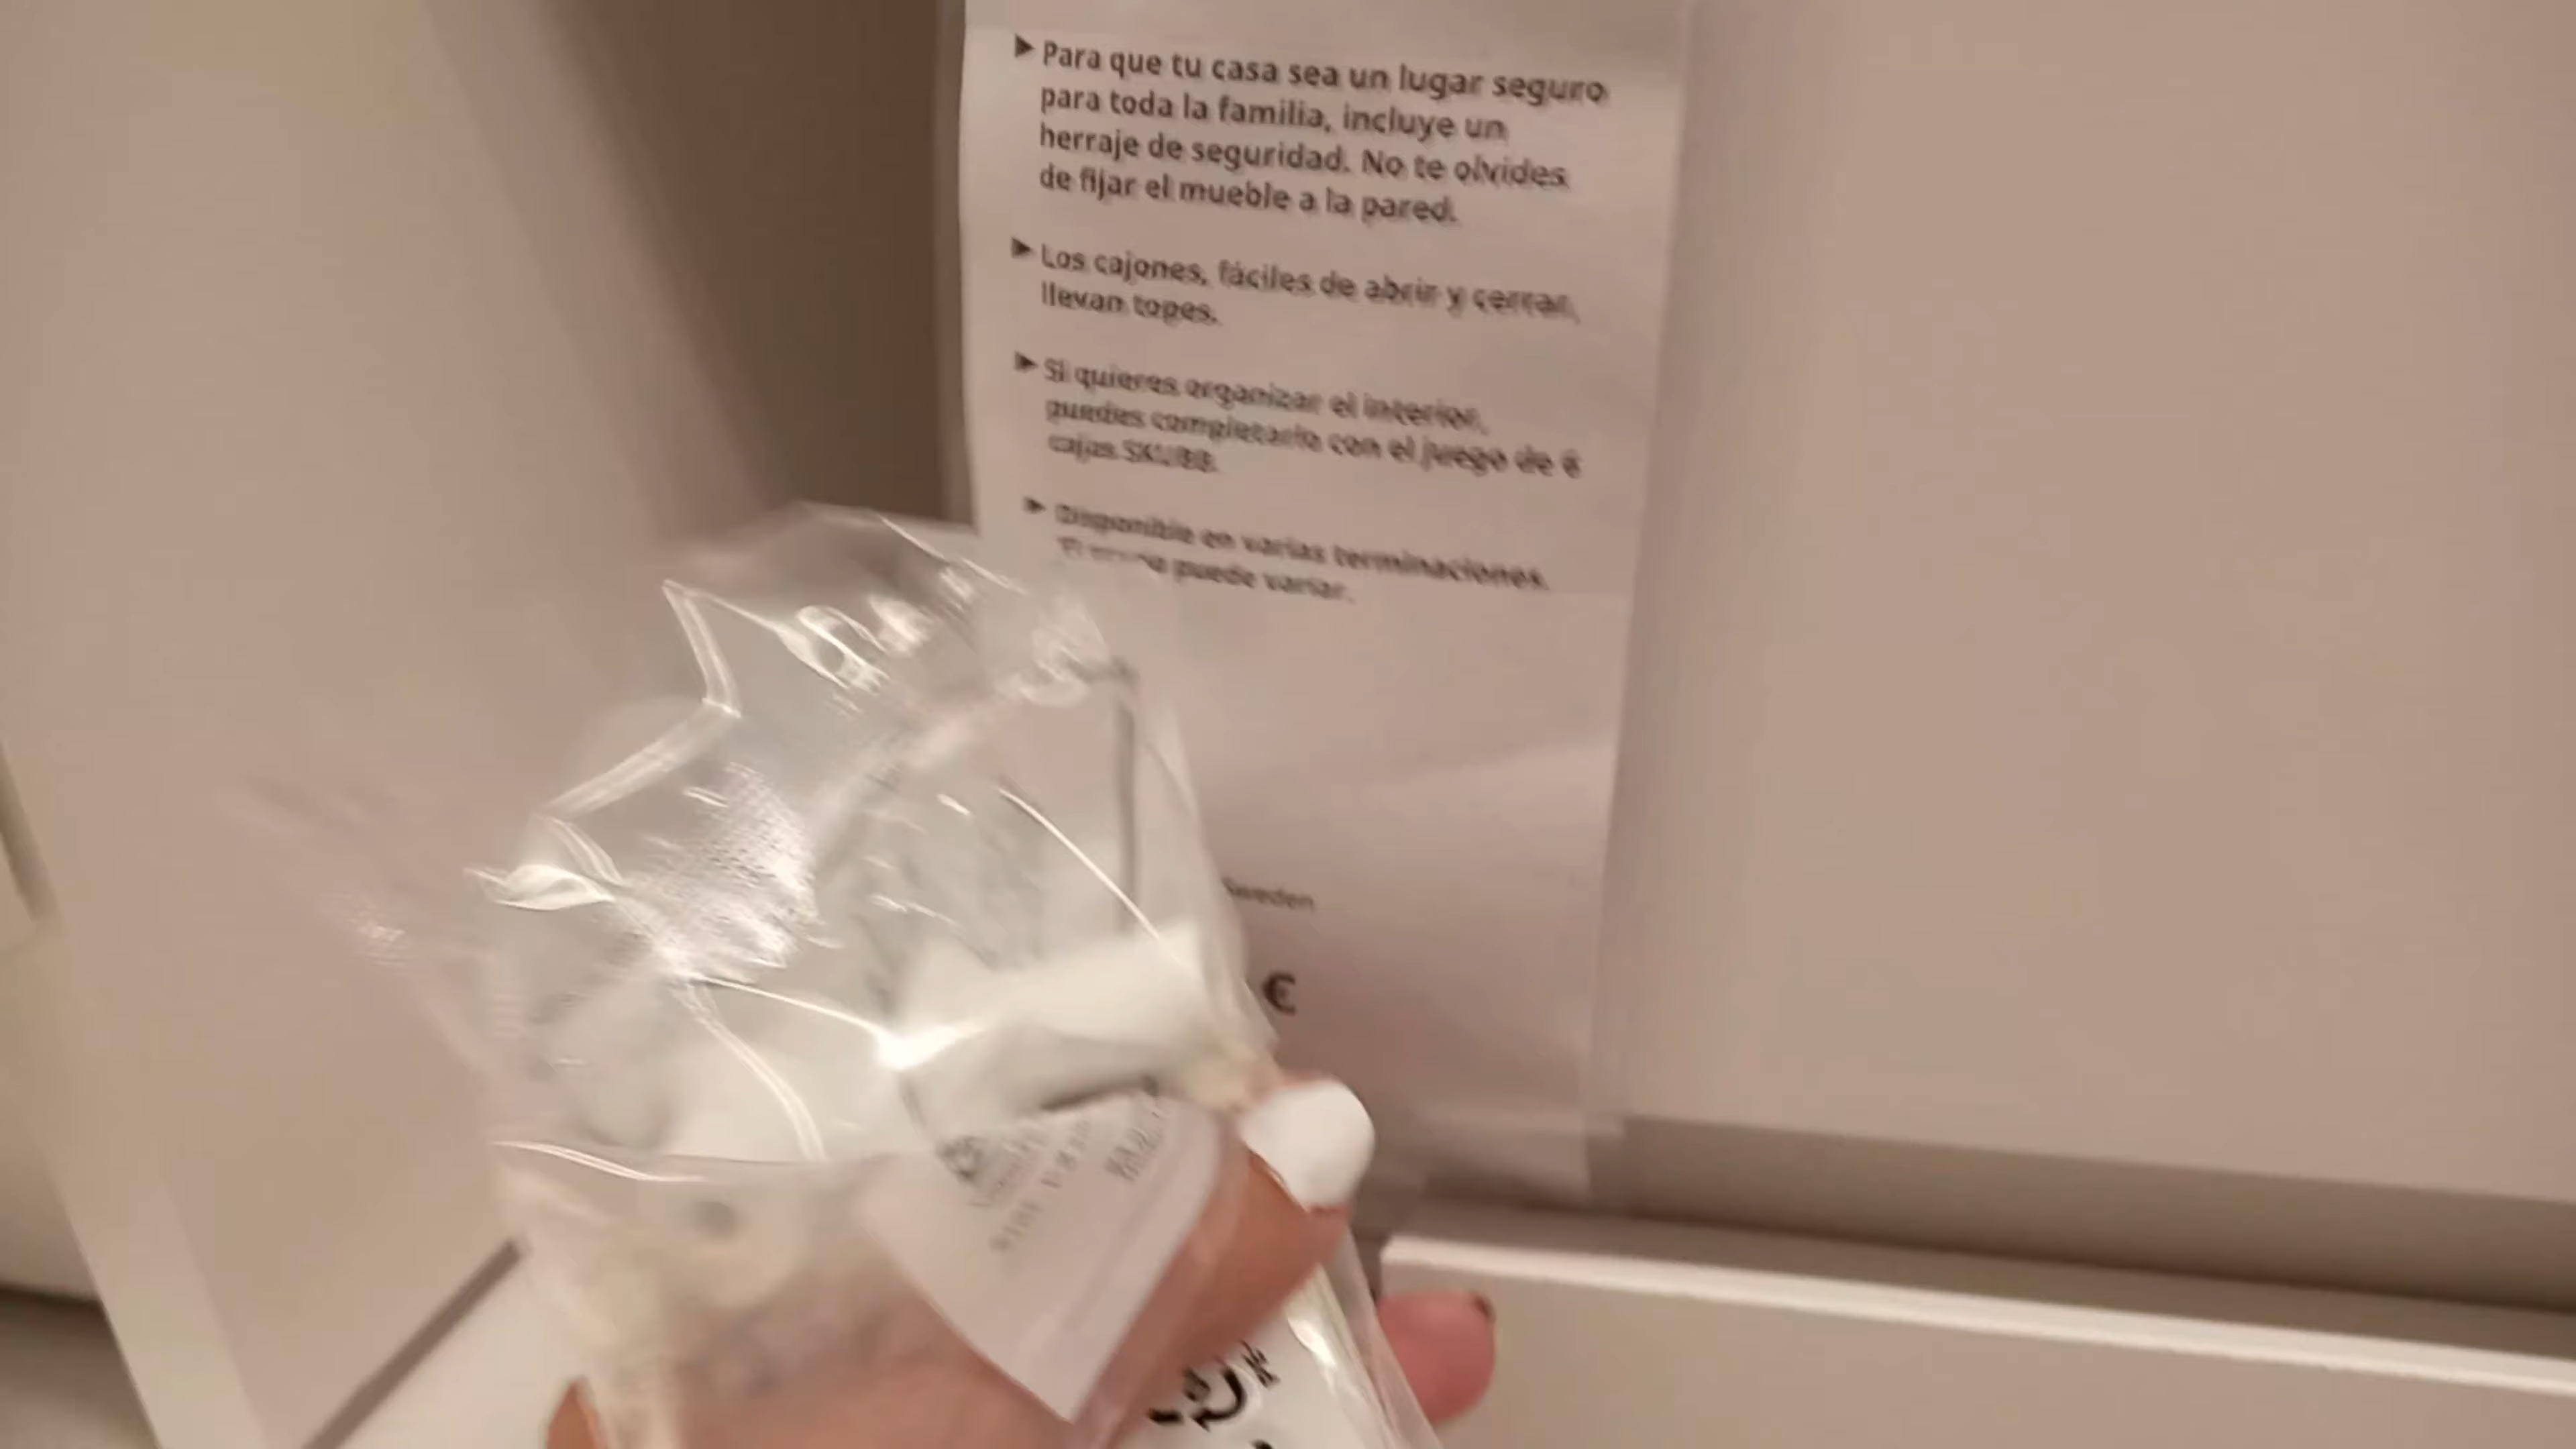 ▶ Para que tu casa sea un lugar seguro
para toda la familia, incluye un
herraje de seguridad. No te olvides
de fijar el mueble a la pared.
▶ Los cajones, fáciles de abrir y cerrar,
llevan topes.
▶ Si quieres organizar el interior,
puedes completarlo con el juego de 6
cajas SKUBB.
▶ Disponible en varias terminaciones.
puede variar.
Sweden
€